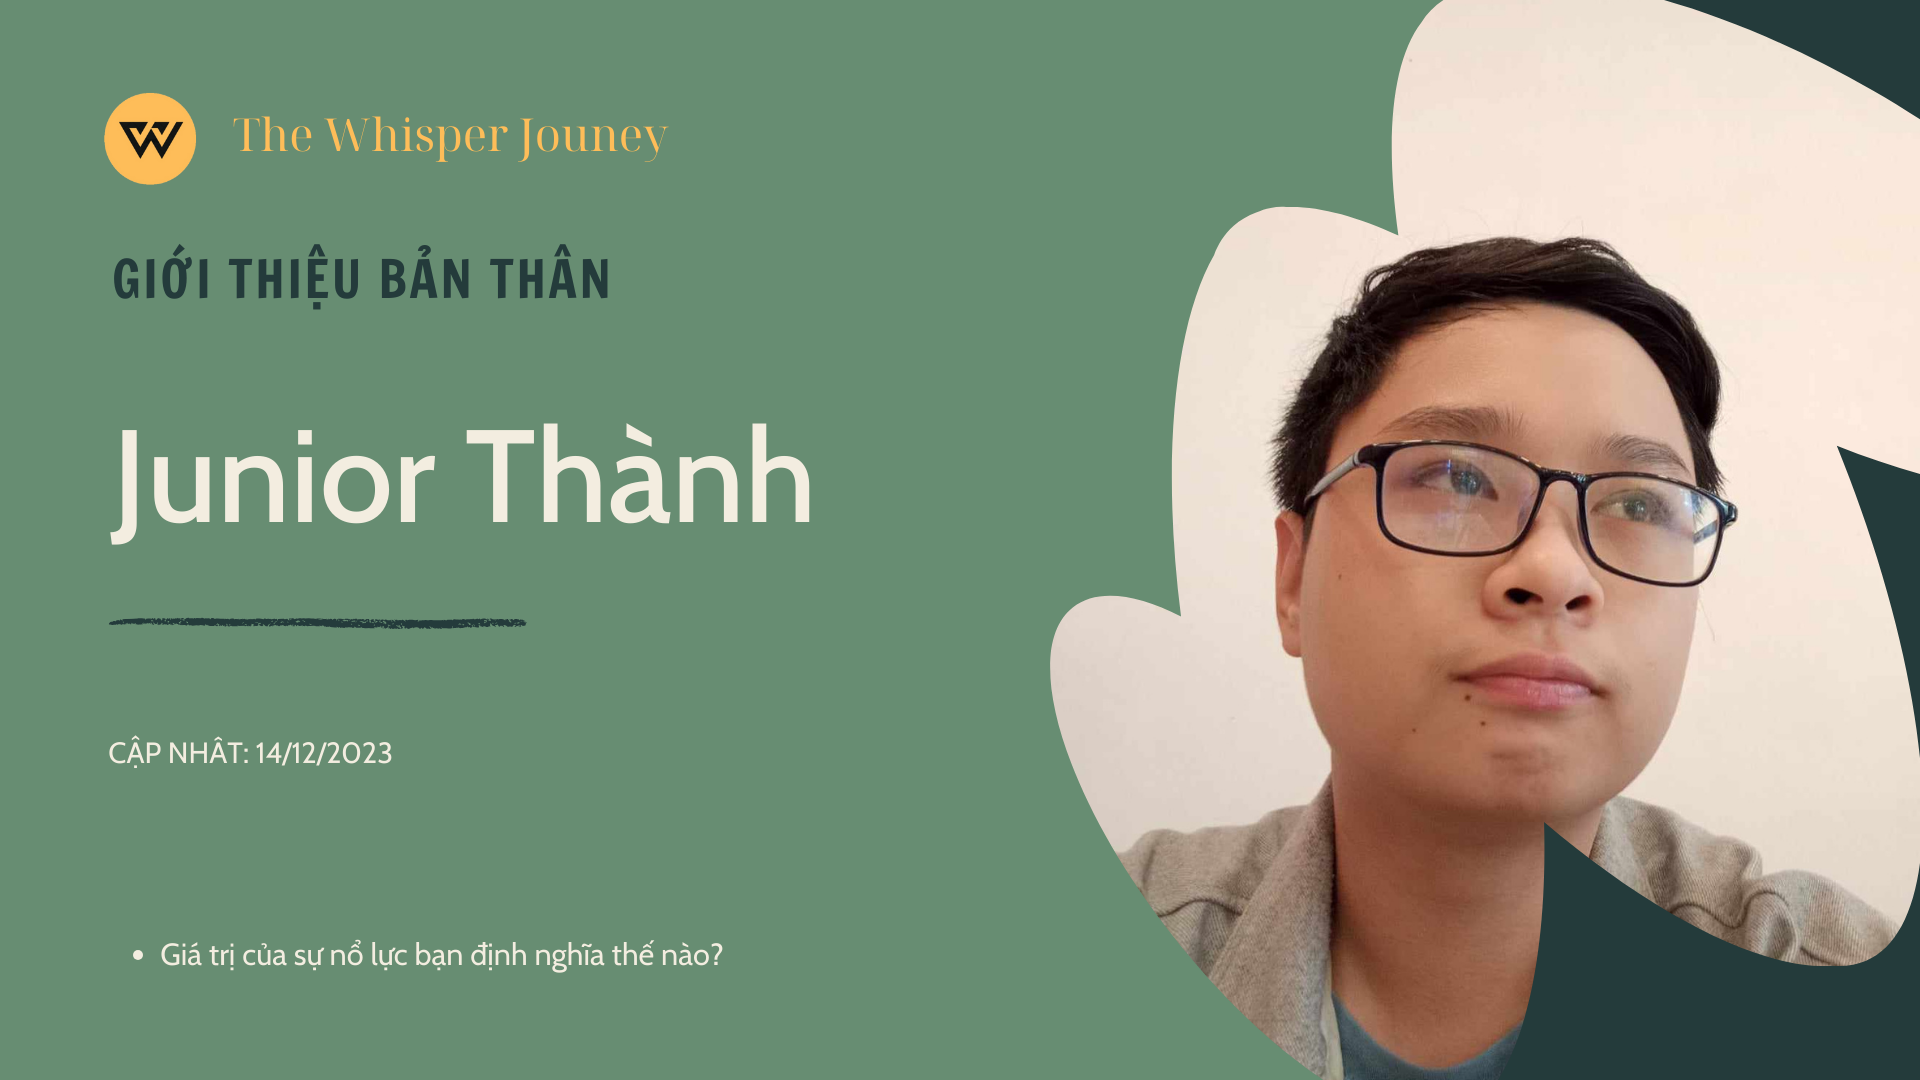 The Whisper Jouney
GIỚI THIỆU BẢN THÂN
Junior Thành
CẬP NHÂT: 14/12/2023
• Giá trị của sự nổ lực bạn định nghĩa thế nào?